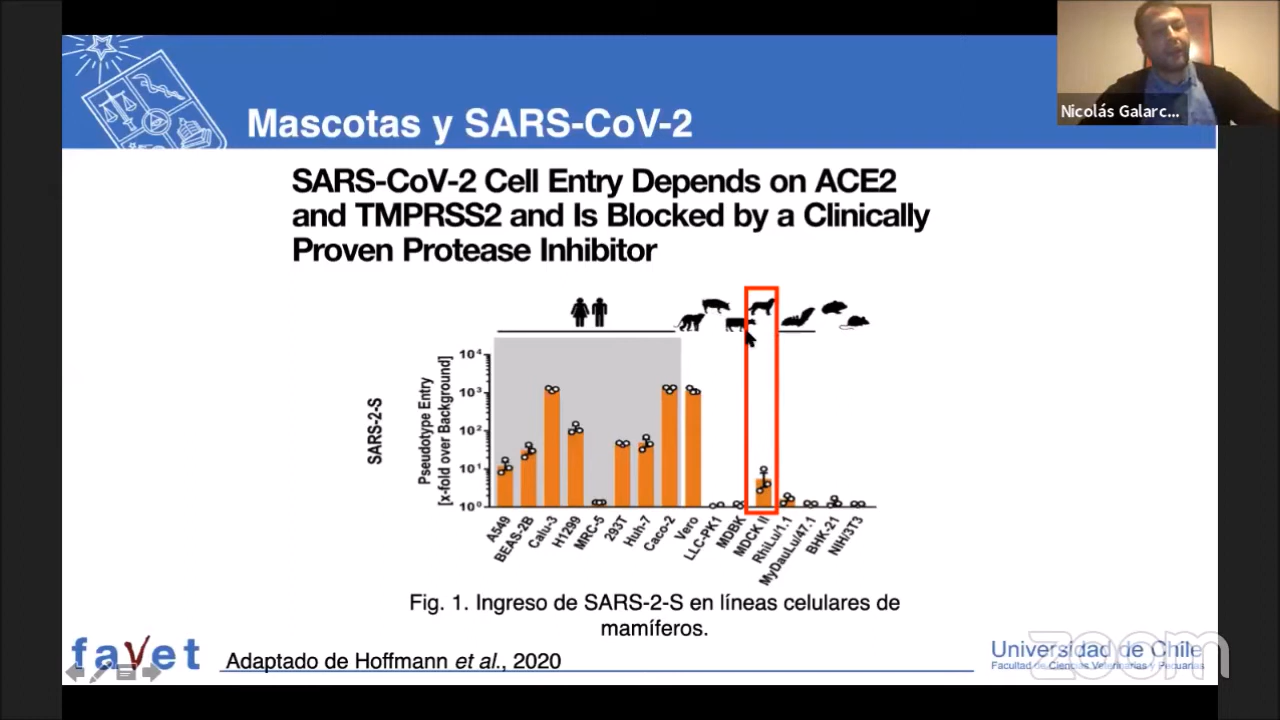 Nicolás Galarc...
Mascotas y SARS-CoV-2
SARS-CoV-2 Cell Entry Depends on ACE2
and TMPRSS2 and Is Blocked by a Clinically
Proven Protease Inhibitor
SARS-2-S
Pseudotype Entry
[x-fold over Background]
10⁴
10³
10²
10¹
10⁰
A549
BEAS-2B
Calu-3
H1299
MRC-5
293T
Huh-7
Caco-2
Vero
LLC-PK1
MDBK
MDCK II
RhiLu/1.1
MyDauLu/47.1
BHK-21
NIH/3T3
Fig. 1. Ingreso de SARS-2-S en líneas celulares de
mamíferos.
favet
Adaptado de Hoffmann et al., 2020
Universidad de Chile
Facultad de Ciencias Veterinarias y Pecuarias
zoom